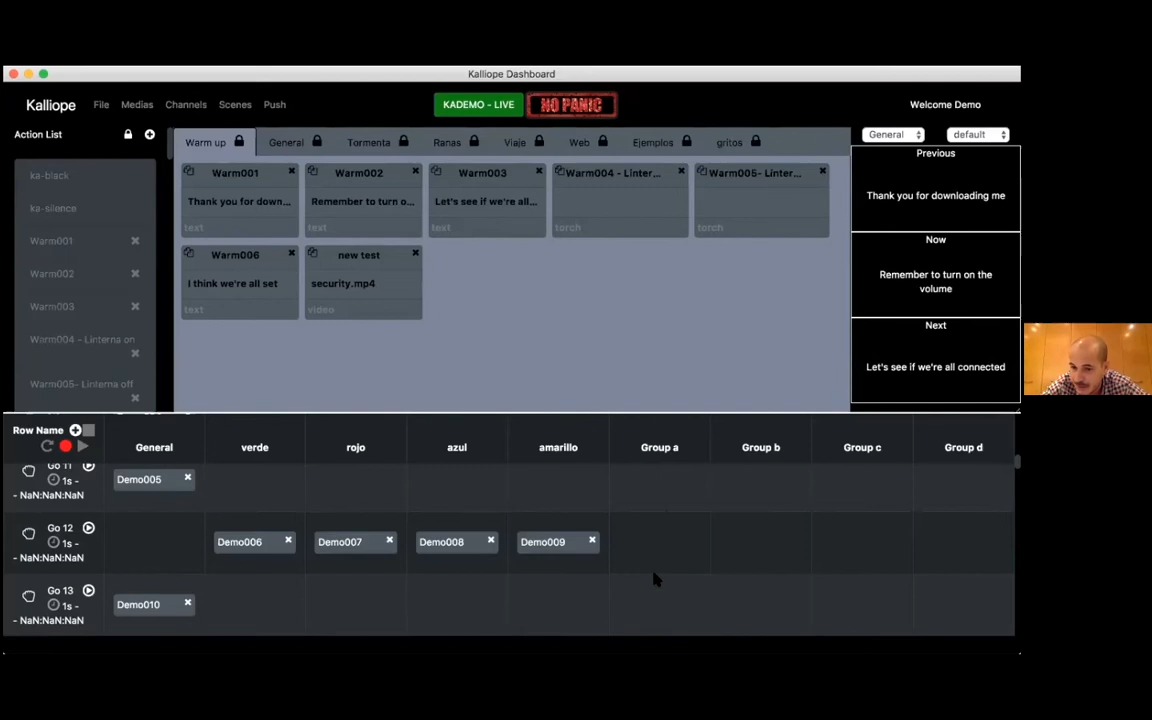 Kalliope Dashboard
Kalliope File Medias Channels Scenes Push KADEMO - LIVE NO PANIC Welcome Demo
Action List
Warm up General Tormenta Ranas Viaje Web Ejemplos gritos
General default
ka-black
ka-silence
Warm001
Warm002
Warm003
Warm004 - Linterna on
Warm005- Linterna off
Warm001 Warm002 Warm003 Warm004 - Linter... Warm005- Linter...
Thank you for down... Remember to turn o... Let's see if we're all...
text text text torch torch
Warm006 new test
I think we're all set security.mp4
text video
Previous
Thank you for downloading me
Now
Remember to turn on the
volume
Next
Let's see if we're all connected
Row Name
General verde rojo azul amarillo Group a Group b Group c Group d
Go 11
1s -
- NaN:NaN:NaN
Demo005
Go 12
1s -
- NaN:NaN:NaN
Demo006 Demo007 Demo008 Demo009
Go 13
1s -
- NaN:NaN:NaN
Demo010